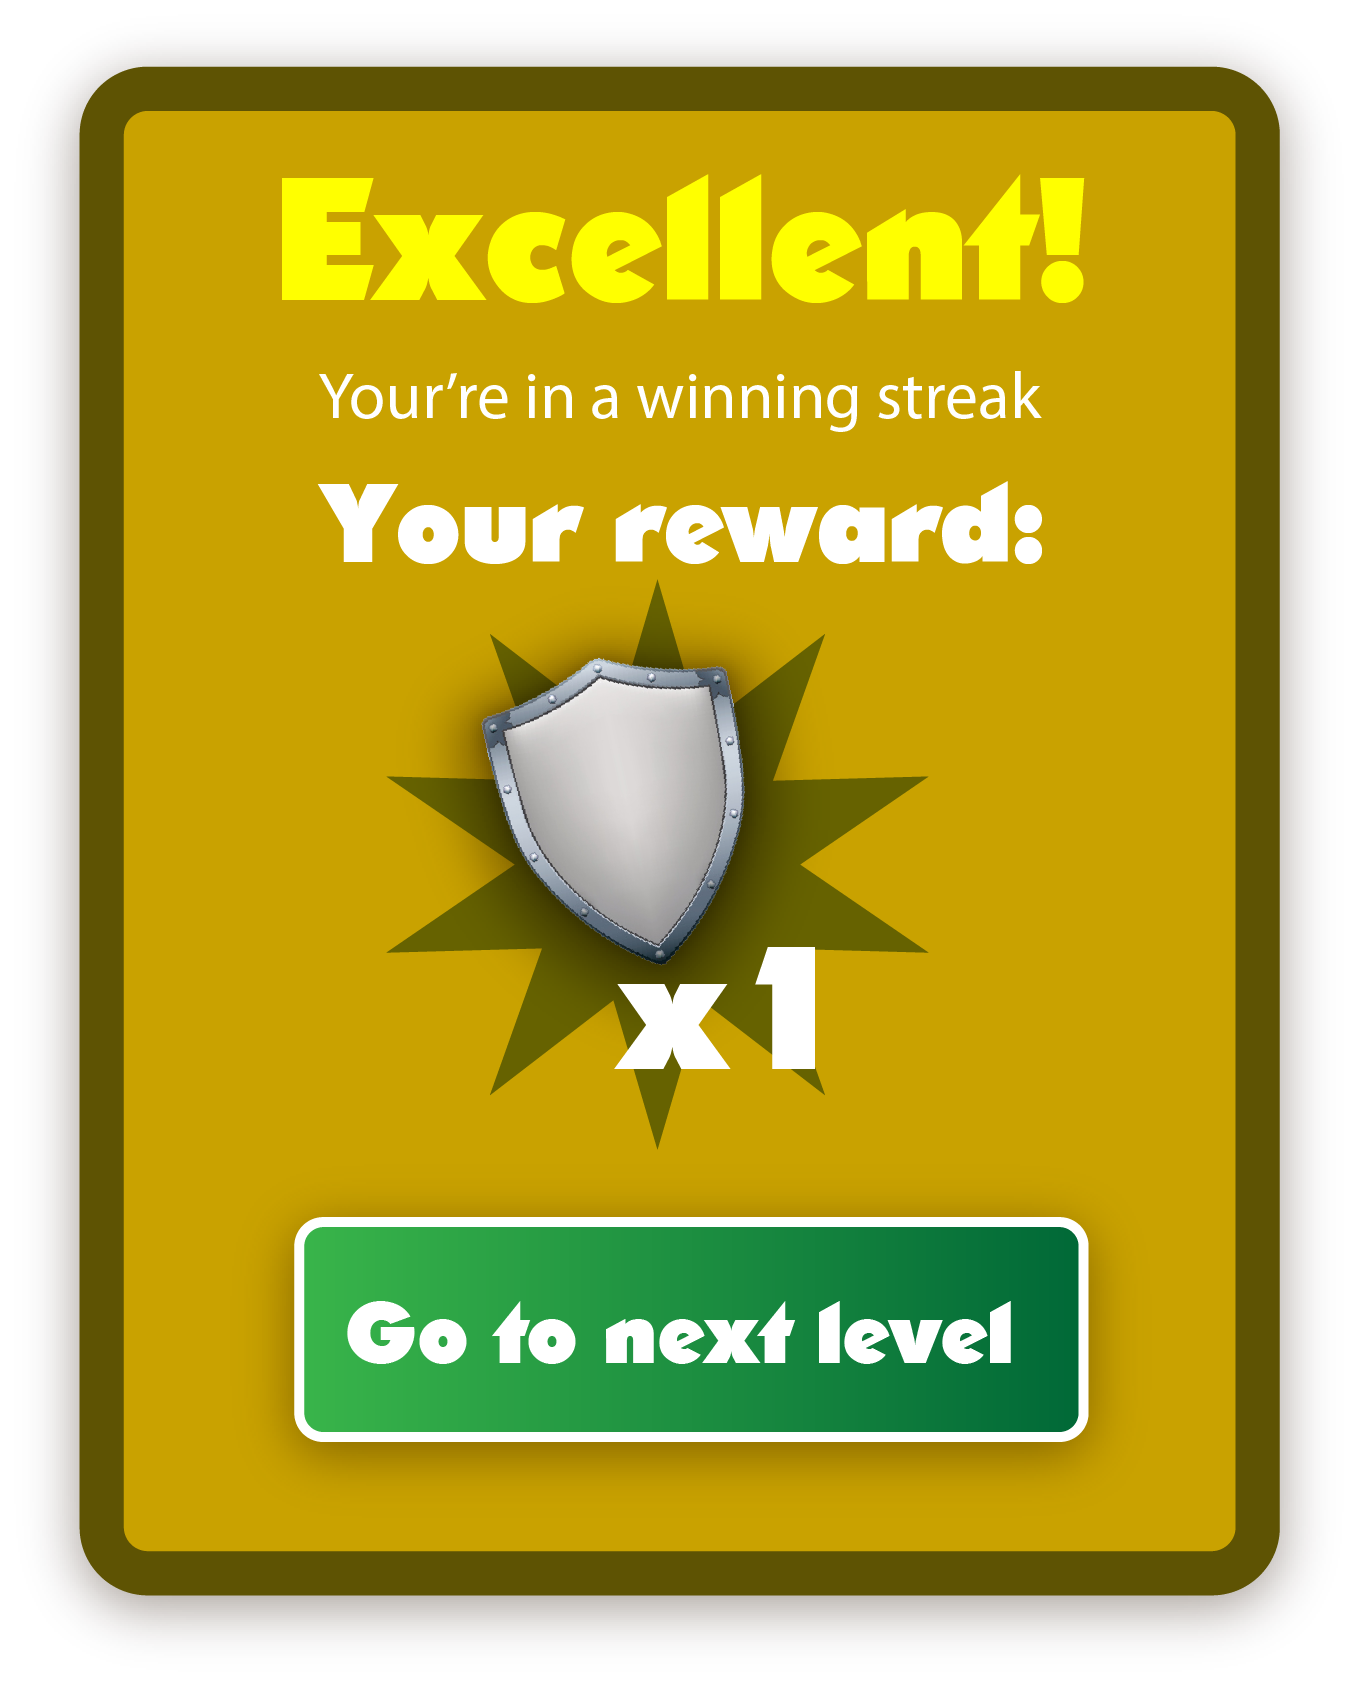 Excellent!
Your’re in a winning streak
Your reward:
x1
Go to next level